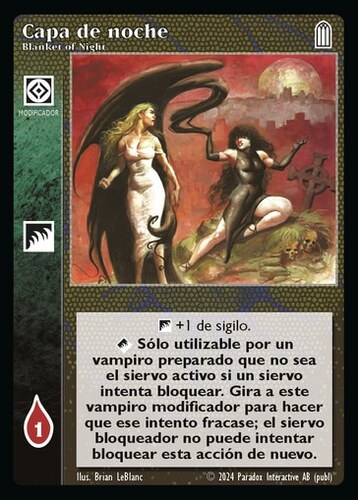 Capa de noche
Blanket of Night
MODIFICADOR
+1 de sigilo.
Sólo utilizable por un
vampiro preparado que no sea
el siervo activo si un siervo
intenta bloquear. Gira a este
vampiro modificador para hacer
que ese intento fracase; el siervo
bloqueador no puede intentar
bloquear esta acción de nuevo.
1
Ilus. Brian LeBlanc
© 2024 Paradox Interactive AB (publ)